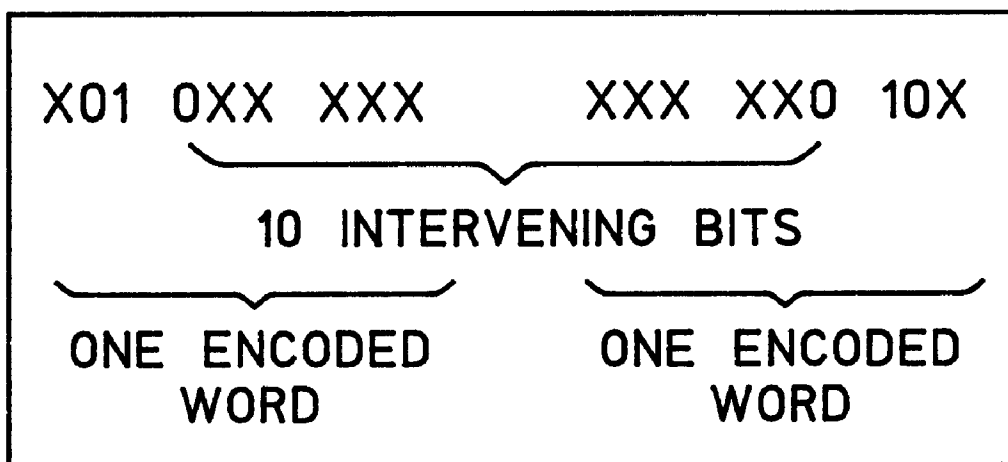 X01 0XX XXX XXX XX0 10X
10 INTERVENING BITS
ONE ENCODED ONE ENCODED
WORD WORD